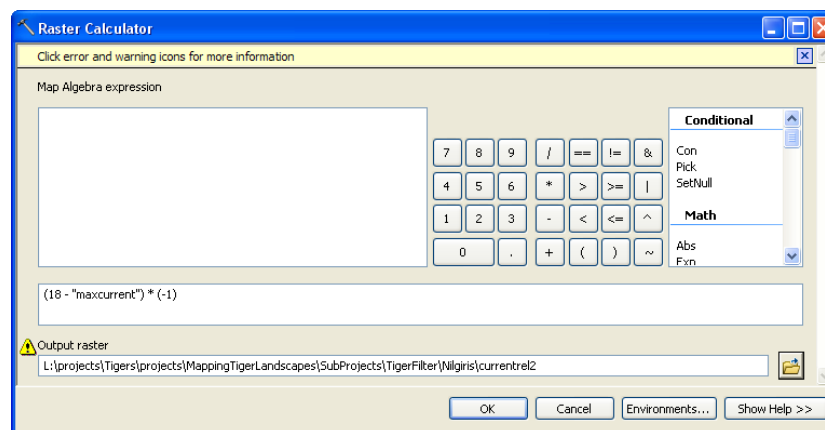 Raster Calculator
Click error and warning icons for more information
Map Algebra expression
Conditional
7 8 9 / == != & Con
Pick
4 5 6 * > >= | SetNull
1 2 3 - < <= ^ Math
0 . + ( ) ~ Abs
Exp
(18 - "maxcurrent") * (-1)
Output raster
L:\projects\Tigers\projects\MappingTigerLandscapes\SubProjects\TigerFilter\Nilgiris\currentrel2
OK Cancel Environments... Show Help >>